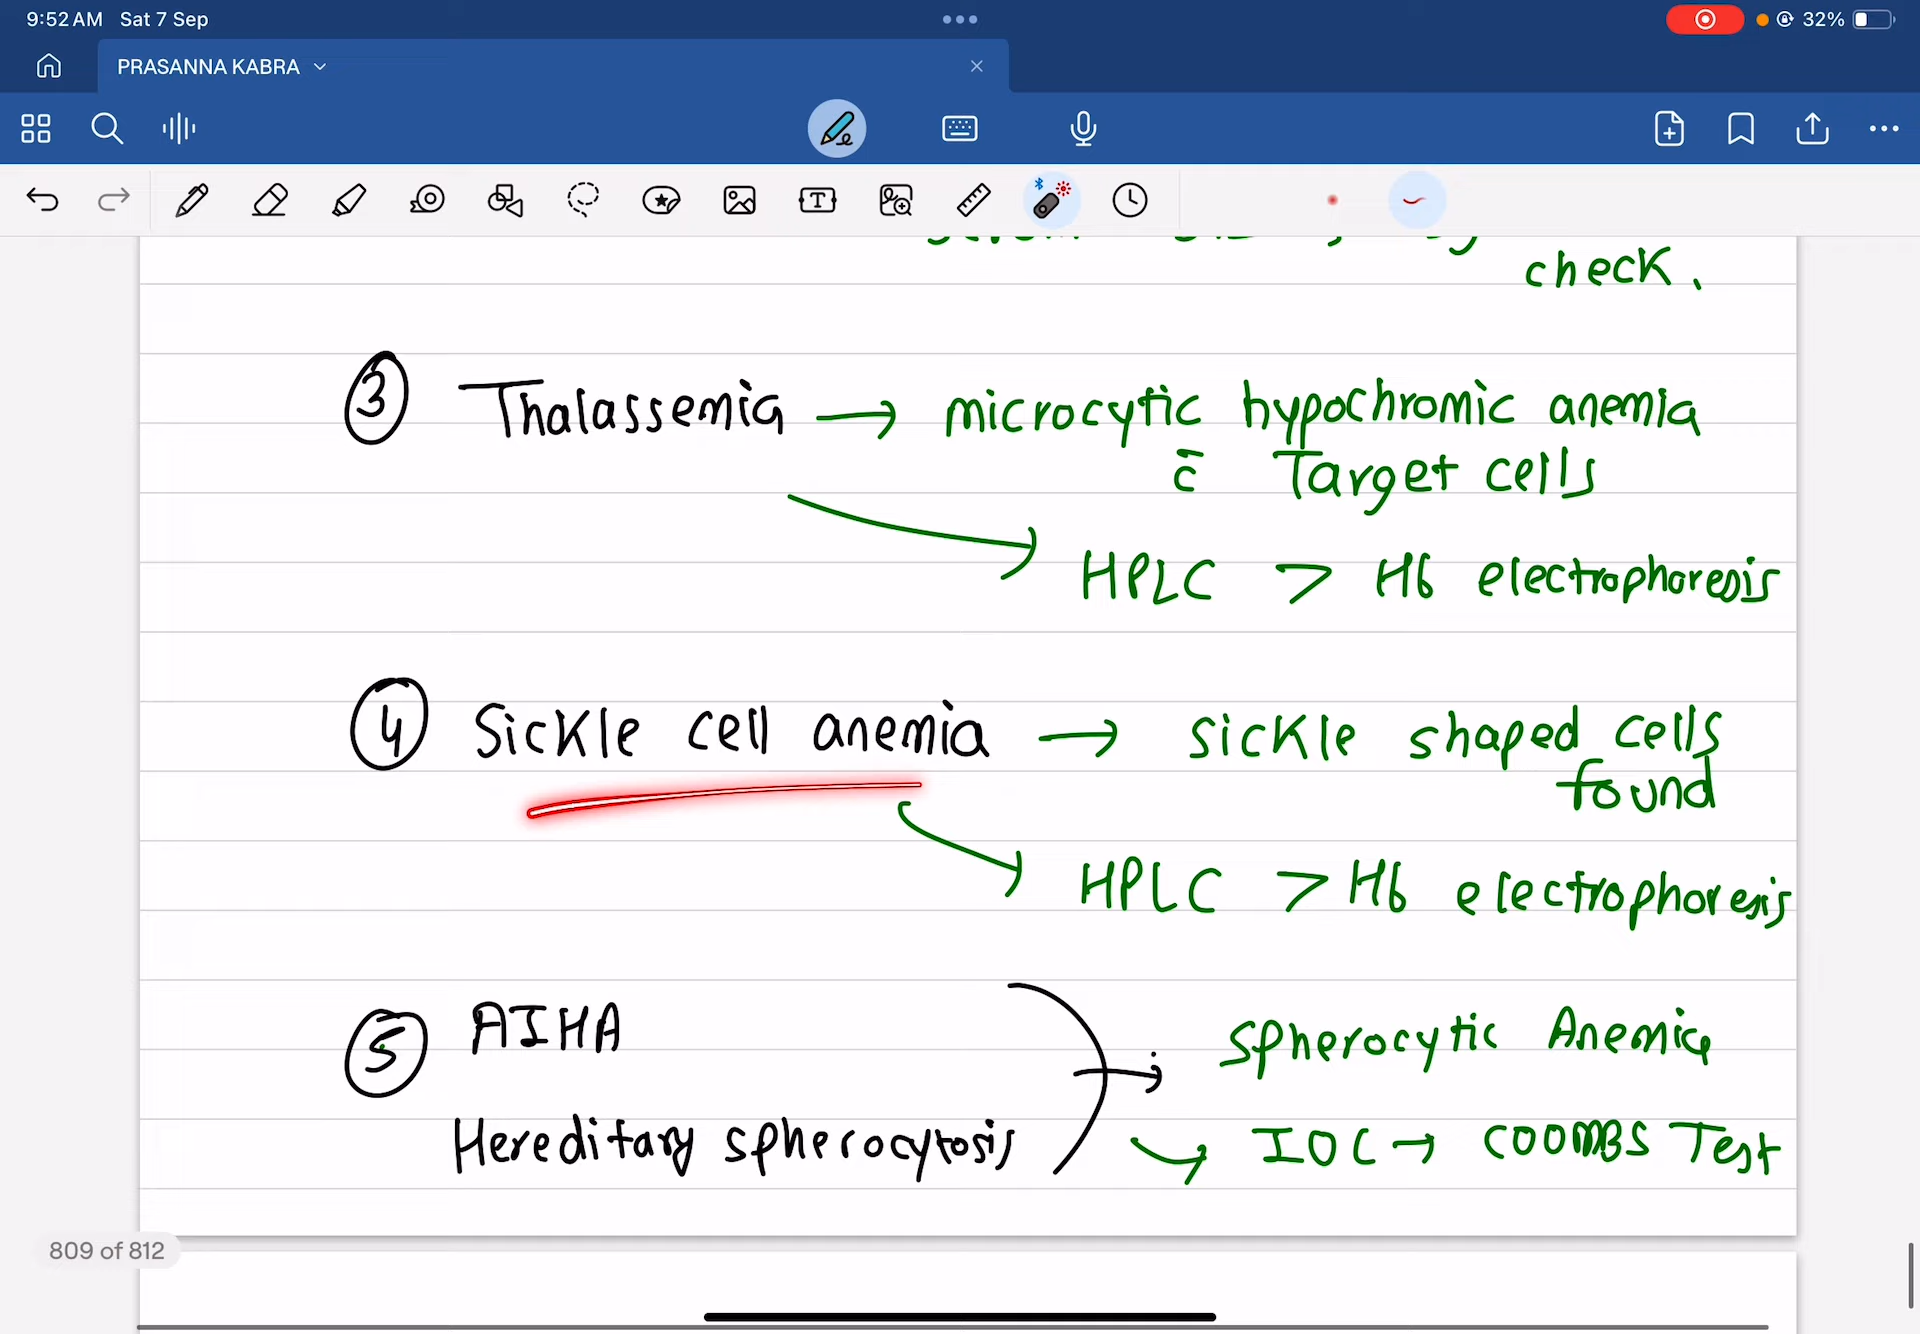 9:52 AM Sat 7 Sep
32%
PRASANNA KABRA
check.
3 Thalassemia → microcytic hypochromic anemia
c̄ Target cells
HPLC > Hb electrophoresis
4 Sickle cell anemia → sickle shaped cells
found
HPLC > Hb electrophoresis
5 AIHA
Spherocytic Anemia
Hereditary spherocytosis
IOC → COOMBS Test
809 of 812